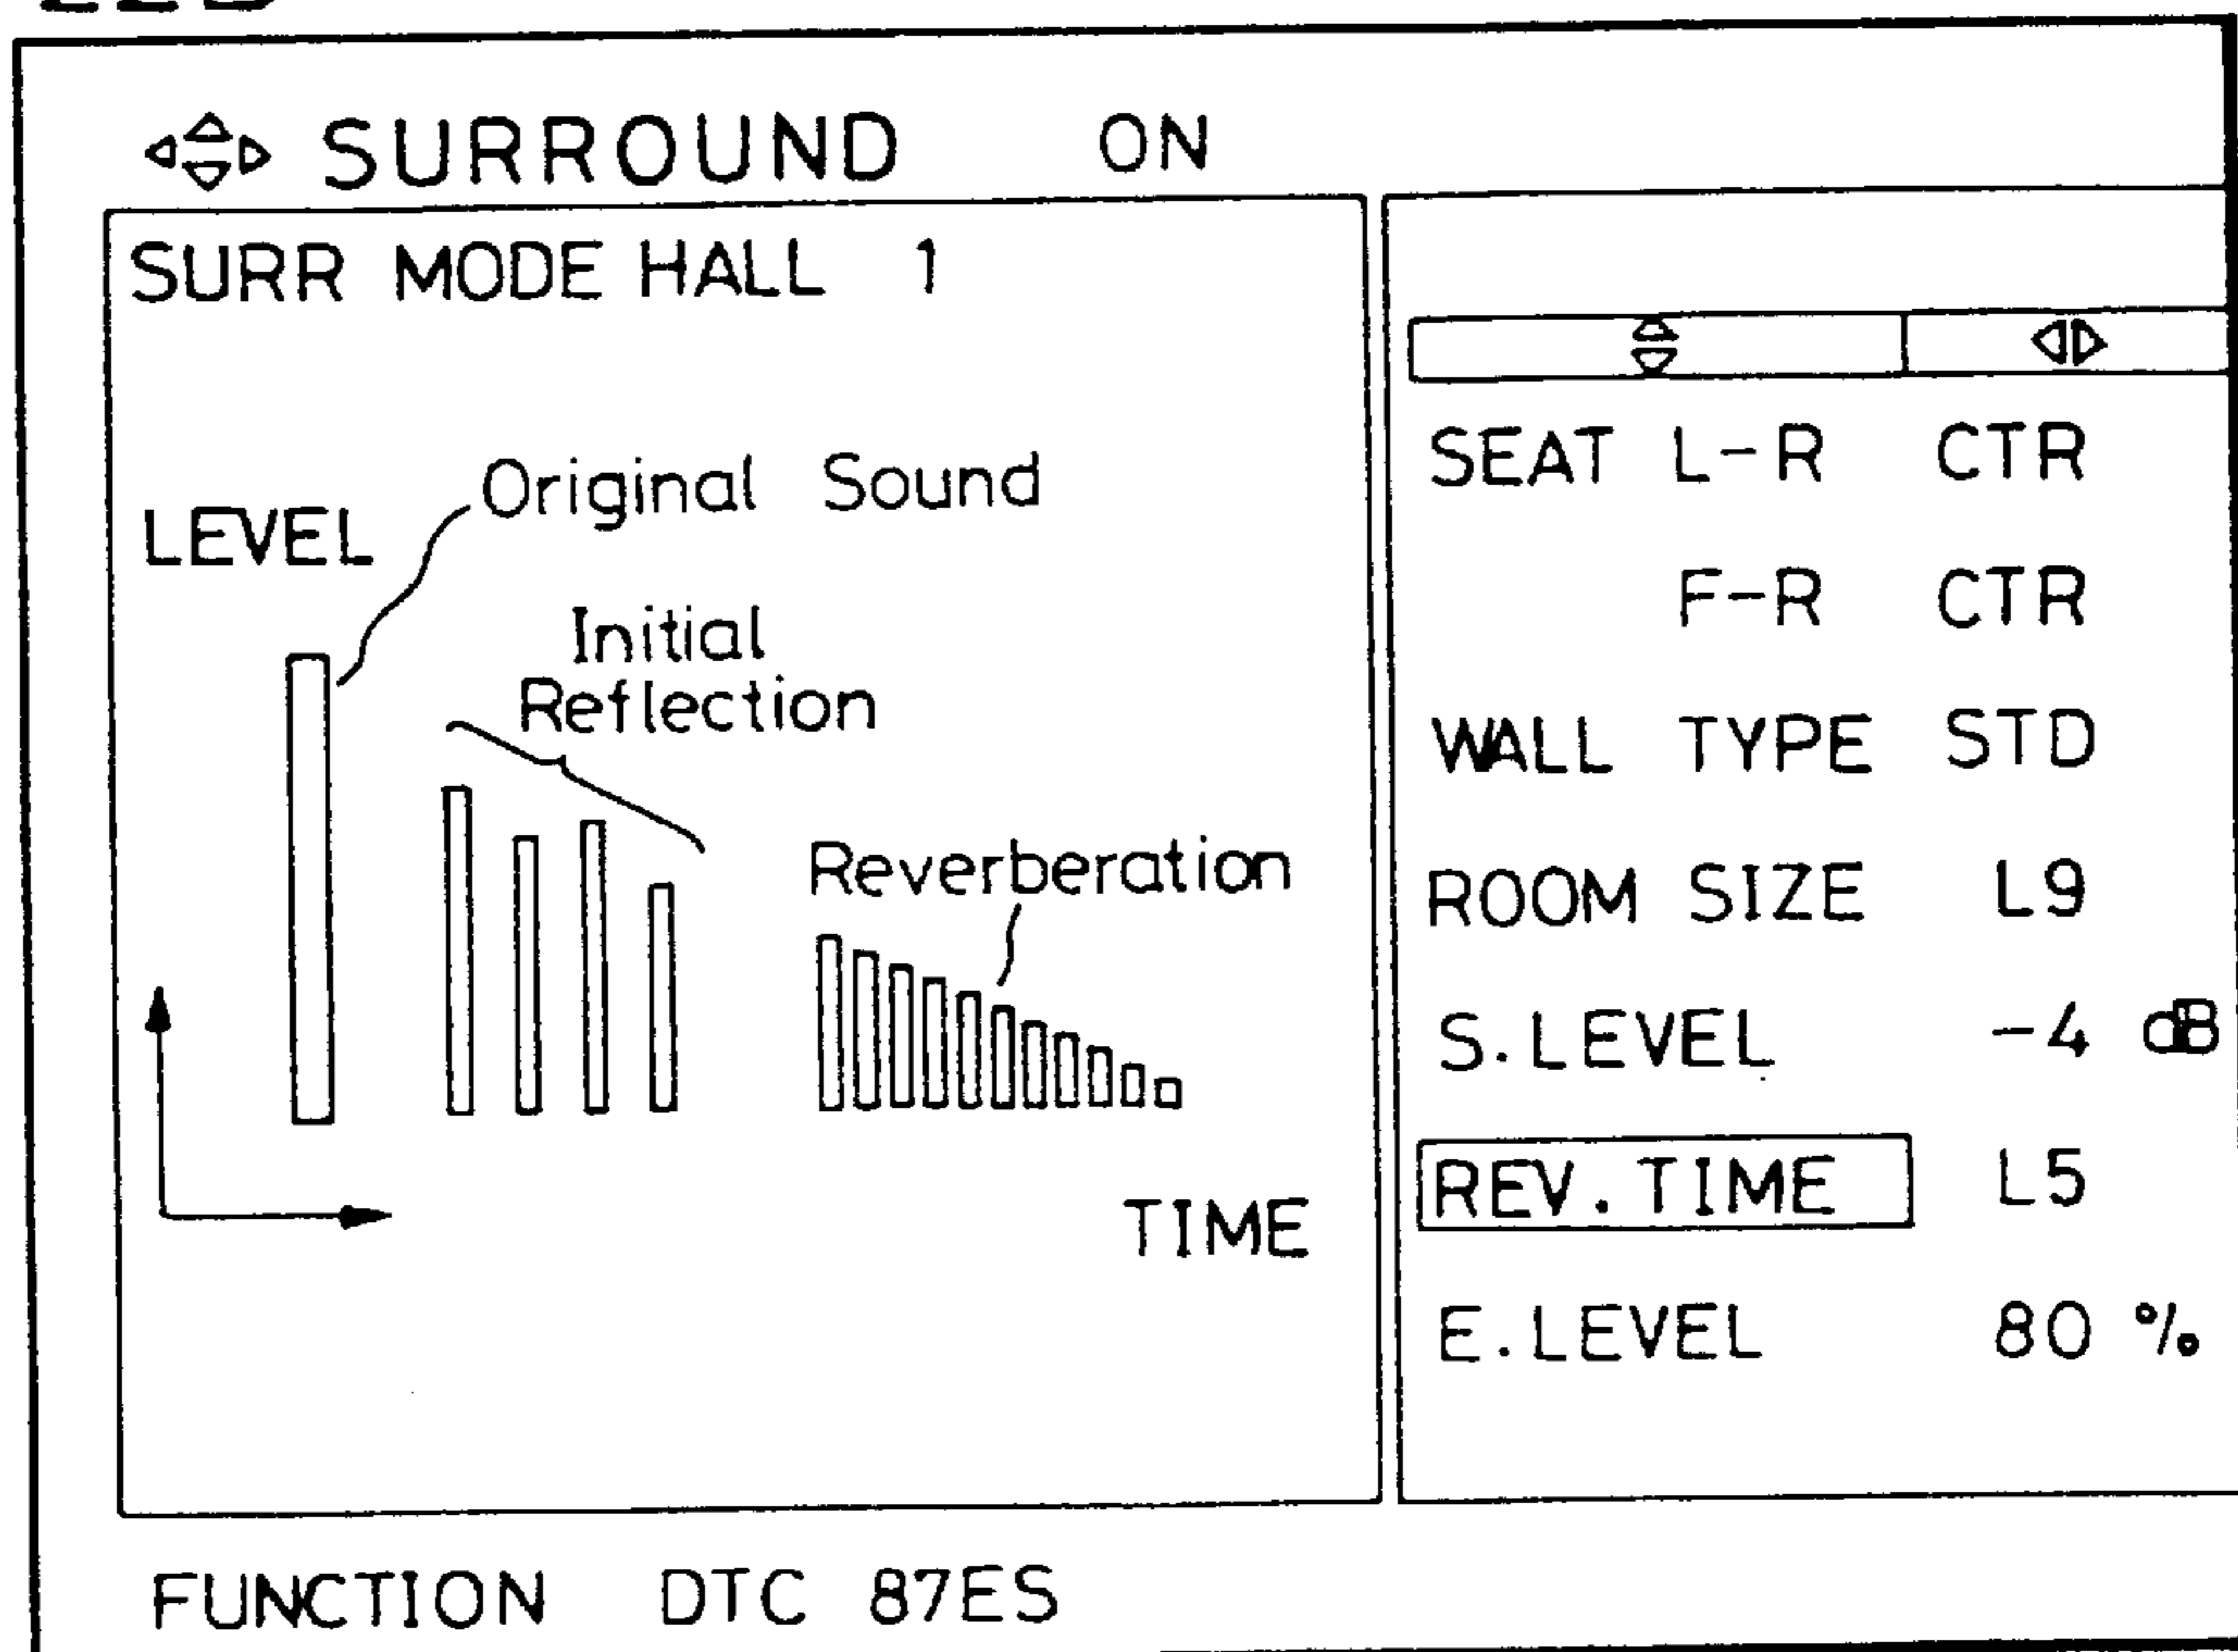 SURROUND ON
SURR MODE HALL 1
LEVEL
Original Sound
Initial
Reflection
Reverberation
TIME
SEAT L-R CTR
F-R CTR
WALL TYPE STD
ROOM SIZE L9
S.LEVEL -4 dB
REV.TIME L5
E.LEVEL 80 %
FUNCTION DTC 87ES